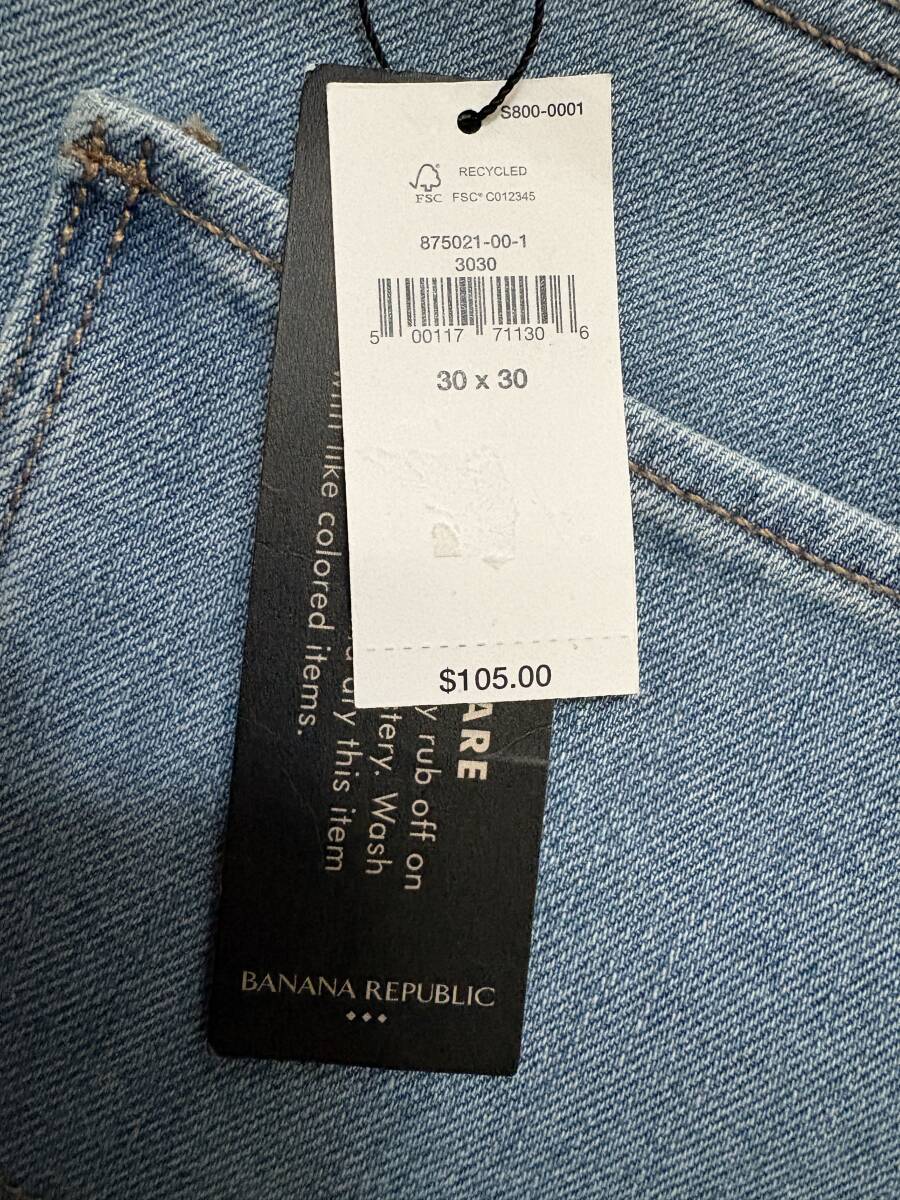 S800-0001
RECYCLED
FSC
FSC® C012345
875021-00-1
3030
5 00117 71130 6
30 x 30
$105.00
ARE
y rub off on
tery. Wash
dry this item
like colored items.
BANANA REPUBLIC